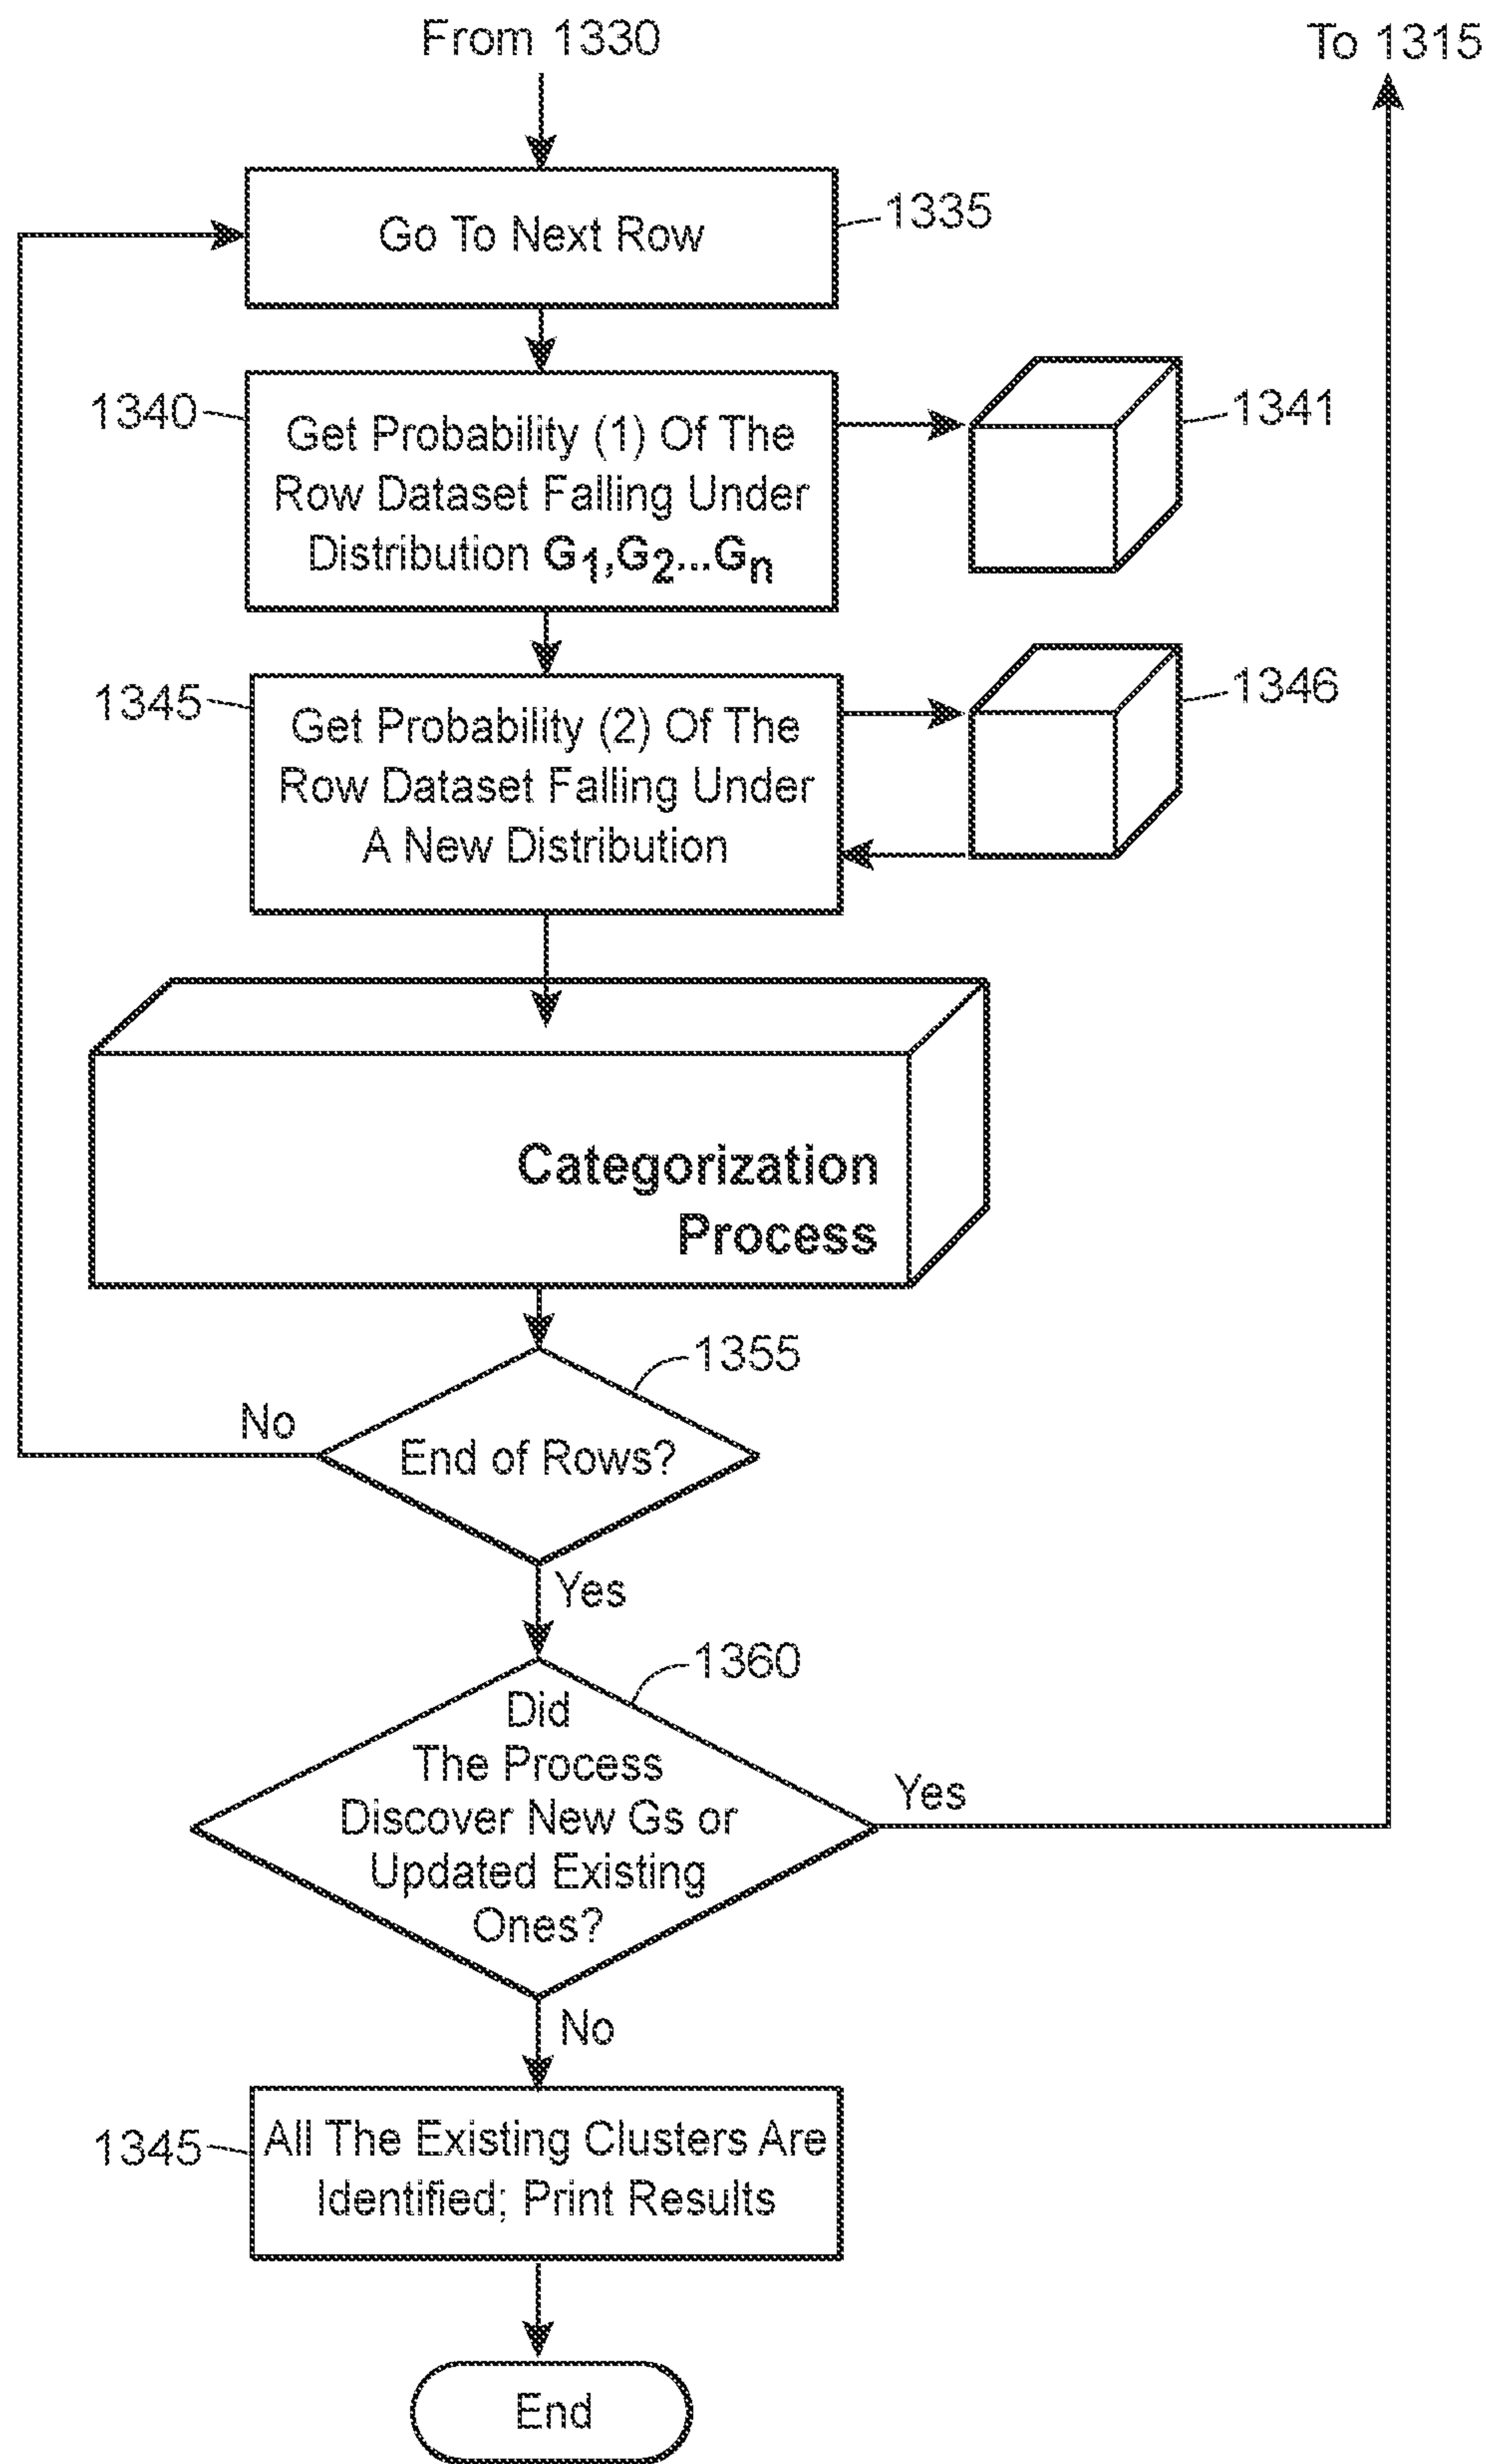 From 1330
To 1315
Go To Next Row
1335
1340
Get Probability (1) Of The
Row Dataset Falling Under
Distribution G1,G2...Gn
1341
1345
Get Probability (2) Of The
Row Dataset Falling Under
A New Distribution
1346
Categorization
Process
1355
No
End of Rows?
Yes
1360
Did
The Process
Discover New Gs or
Updated Existing
Ones?
Yes
No
1345
All The Existing Clusters Are
Identified; Print Results
End